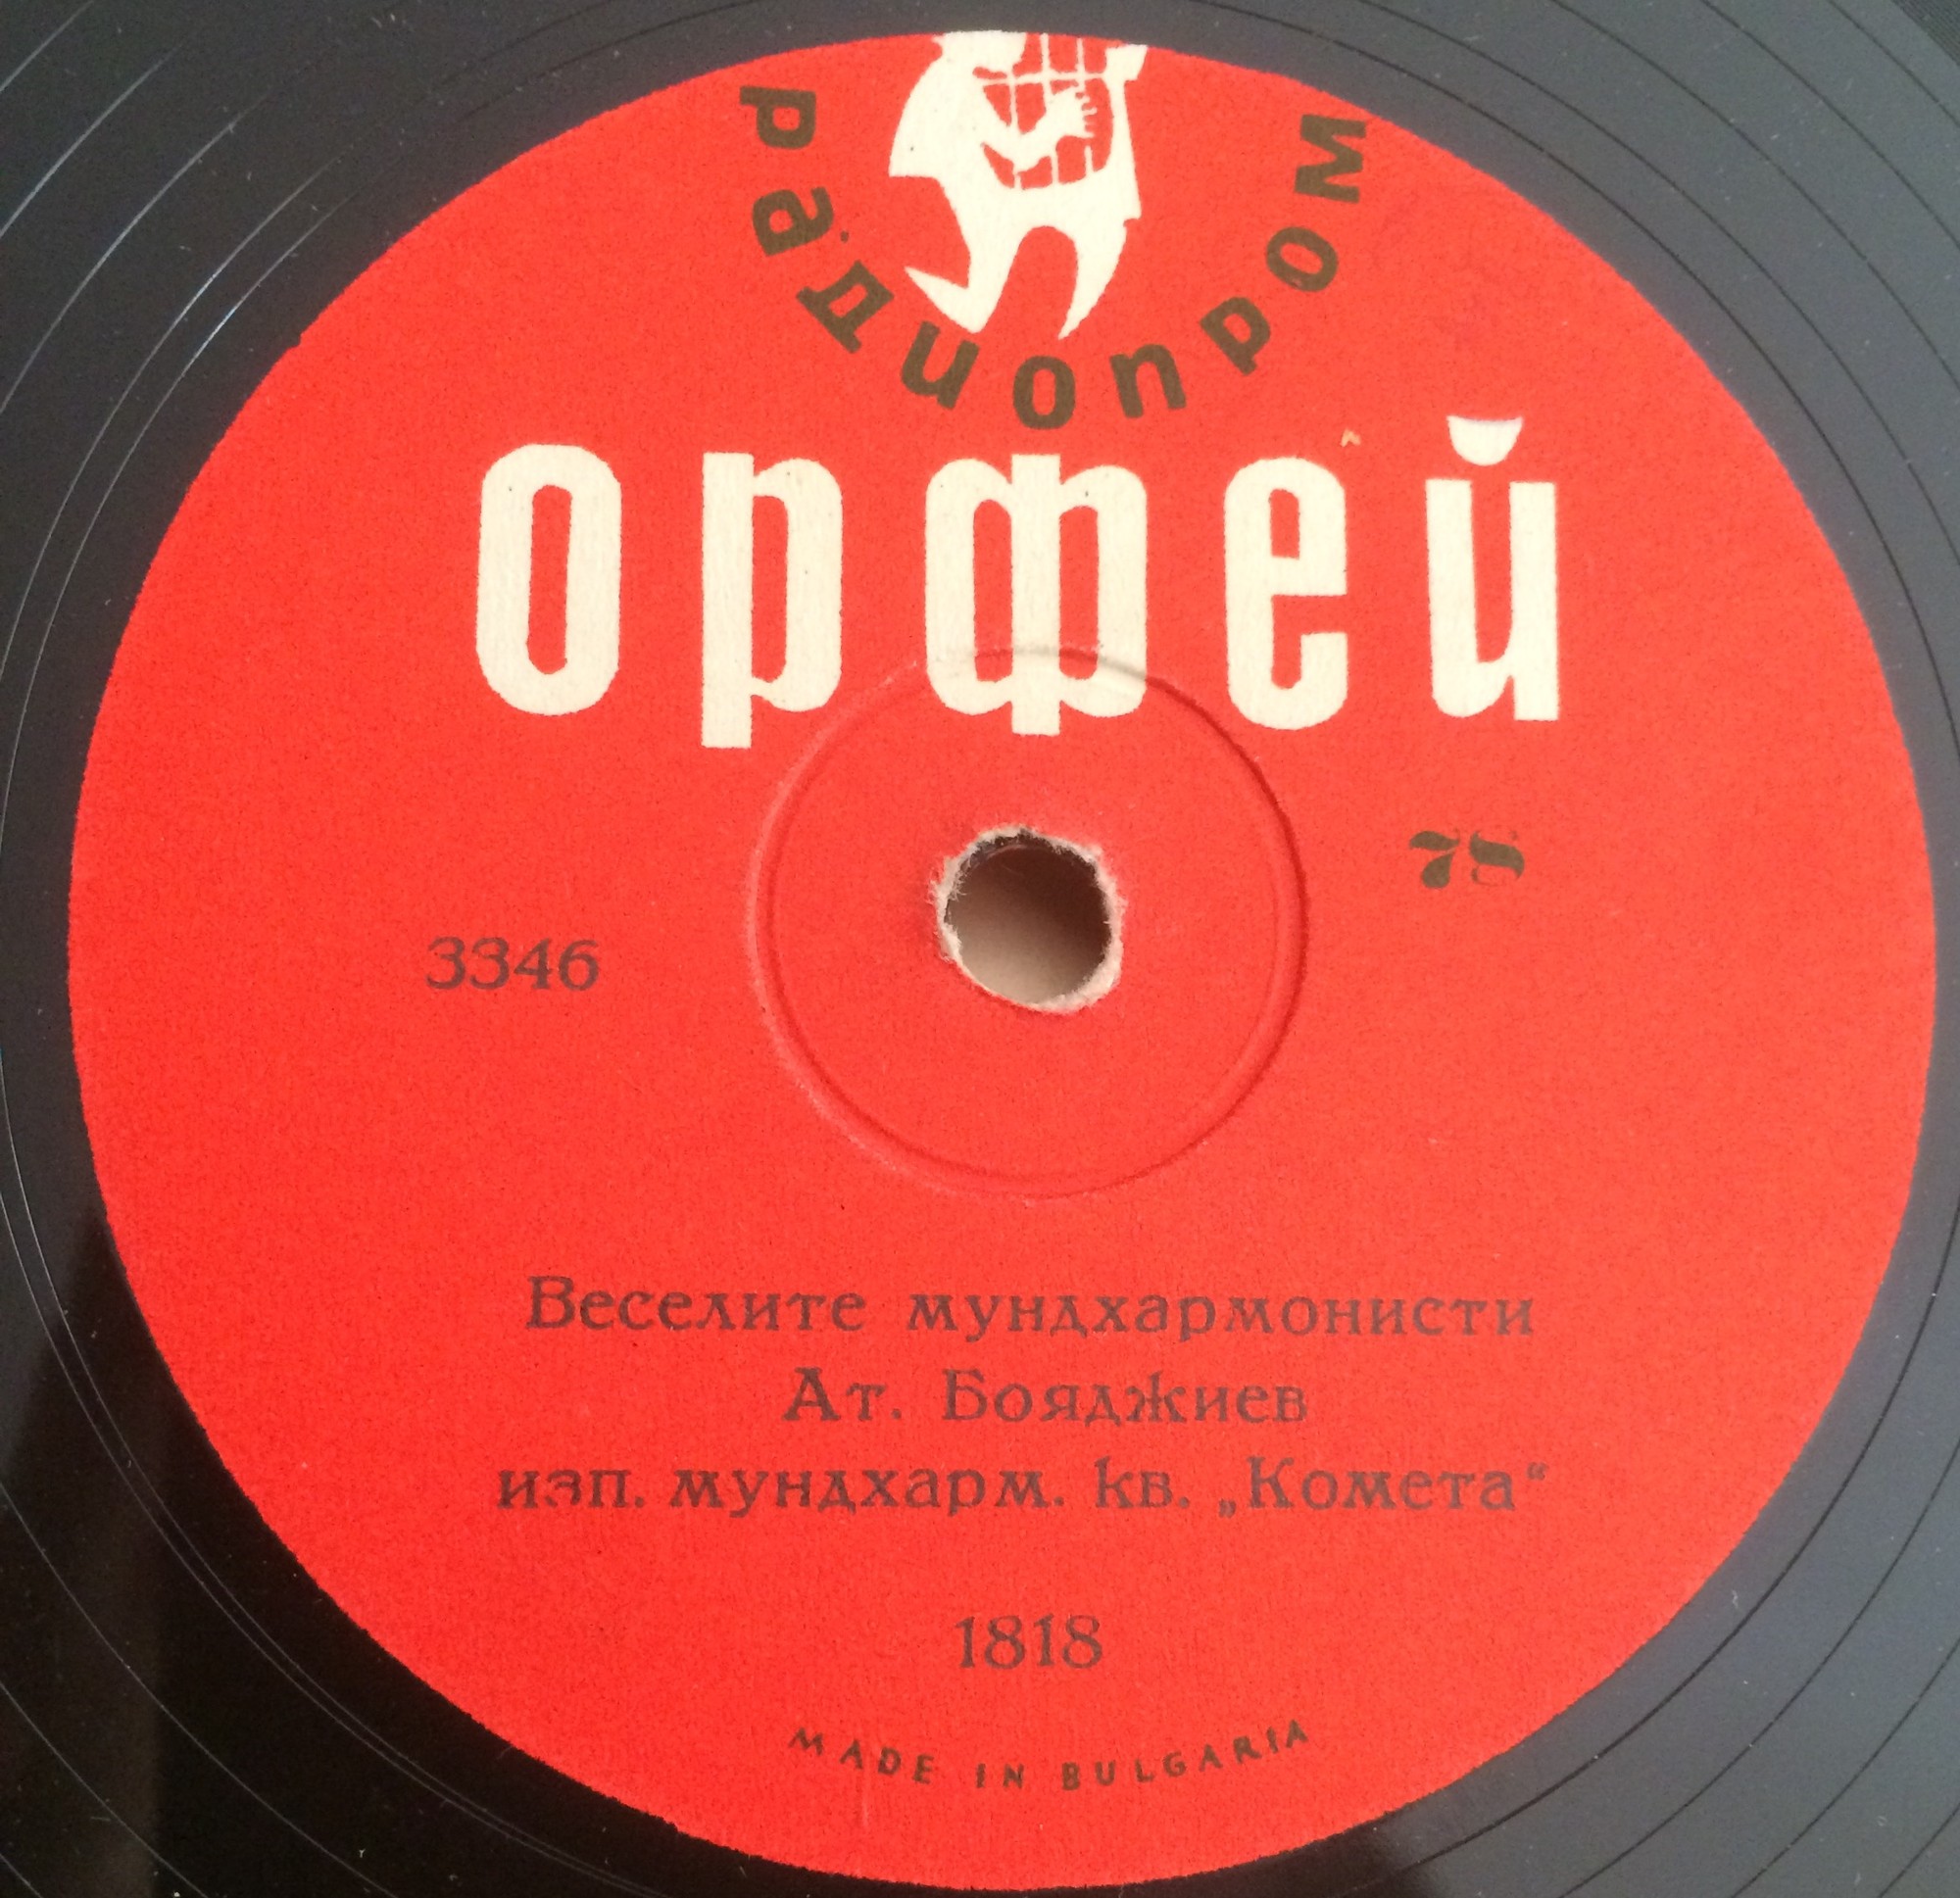 радиопром
орфей
78
3346
Веселите мундхармонисти
Ат. Бояджиев
изп. мундхарм. кв. „Комета“
1818
MADE IN BULGARIA